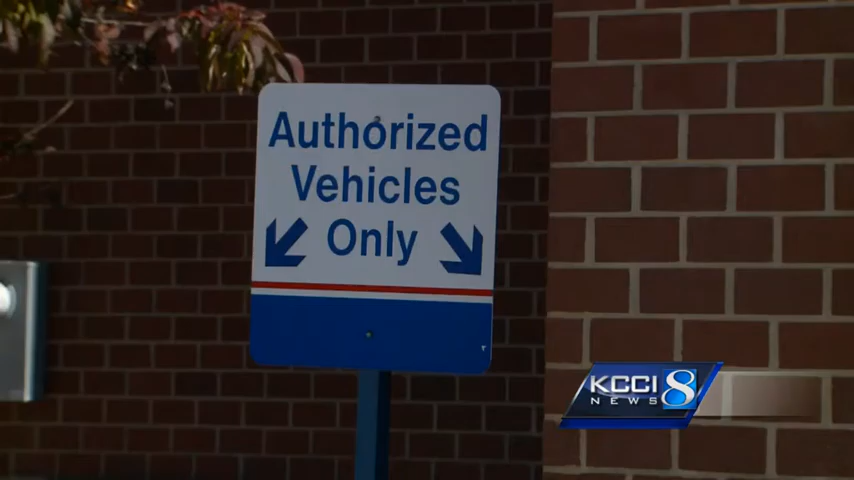 Authorized
Vehicles
Only
KCCI 8
NEWS